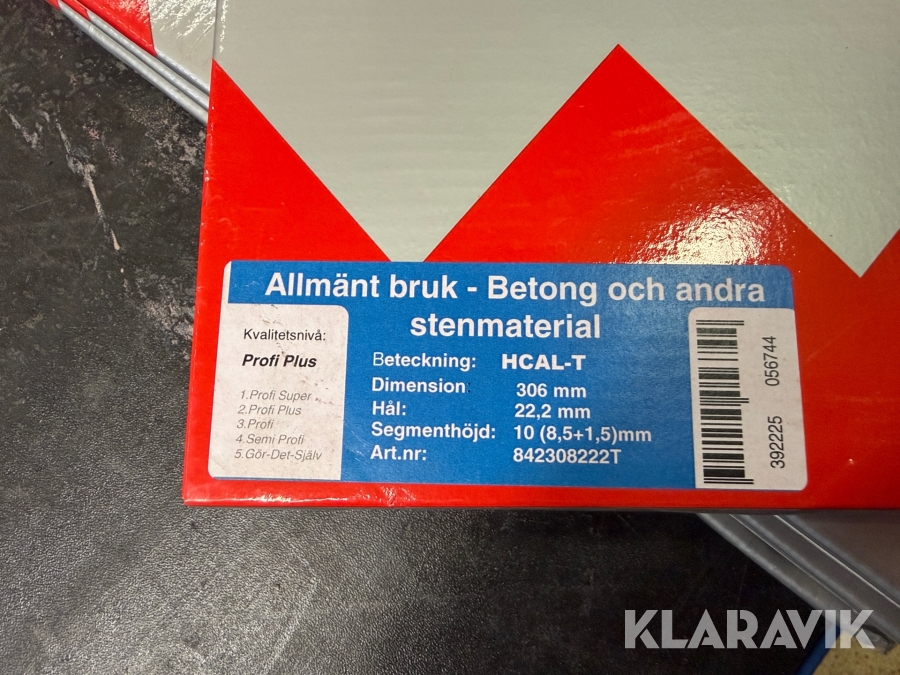 Allmänt bruk - Betong och andra
stenmaterial
Kvalitetsnivå:
Profi Plus
1.Profi Super
2.Profi Plus
3.Profi
4.Semi Profi
5.Gör-Det-Själv
Beteckning: HCAL-T
Dimension 306 mm
Hål: 22,2 mm
Segmenthöjd: 10 (8,5+1,5)mm
Art.nr: 842308222T
392225 056744
KLARAVIK